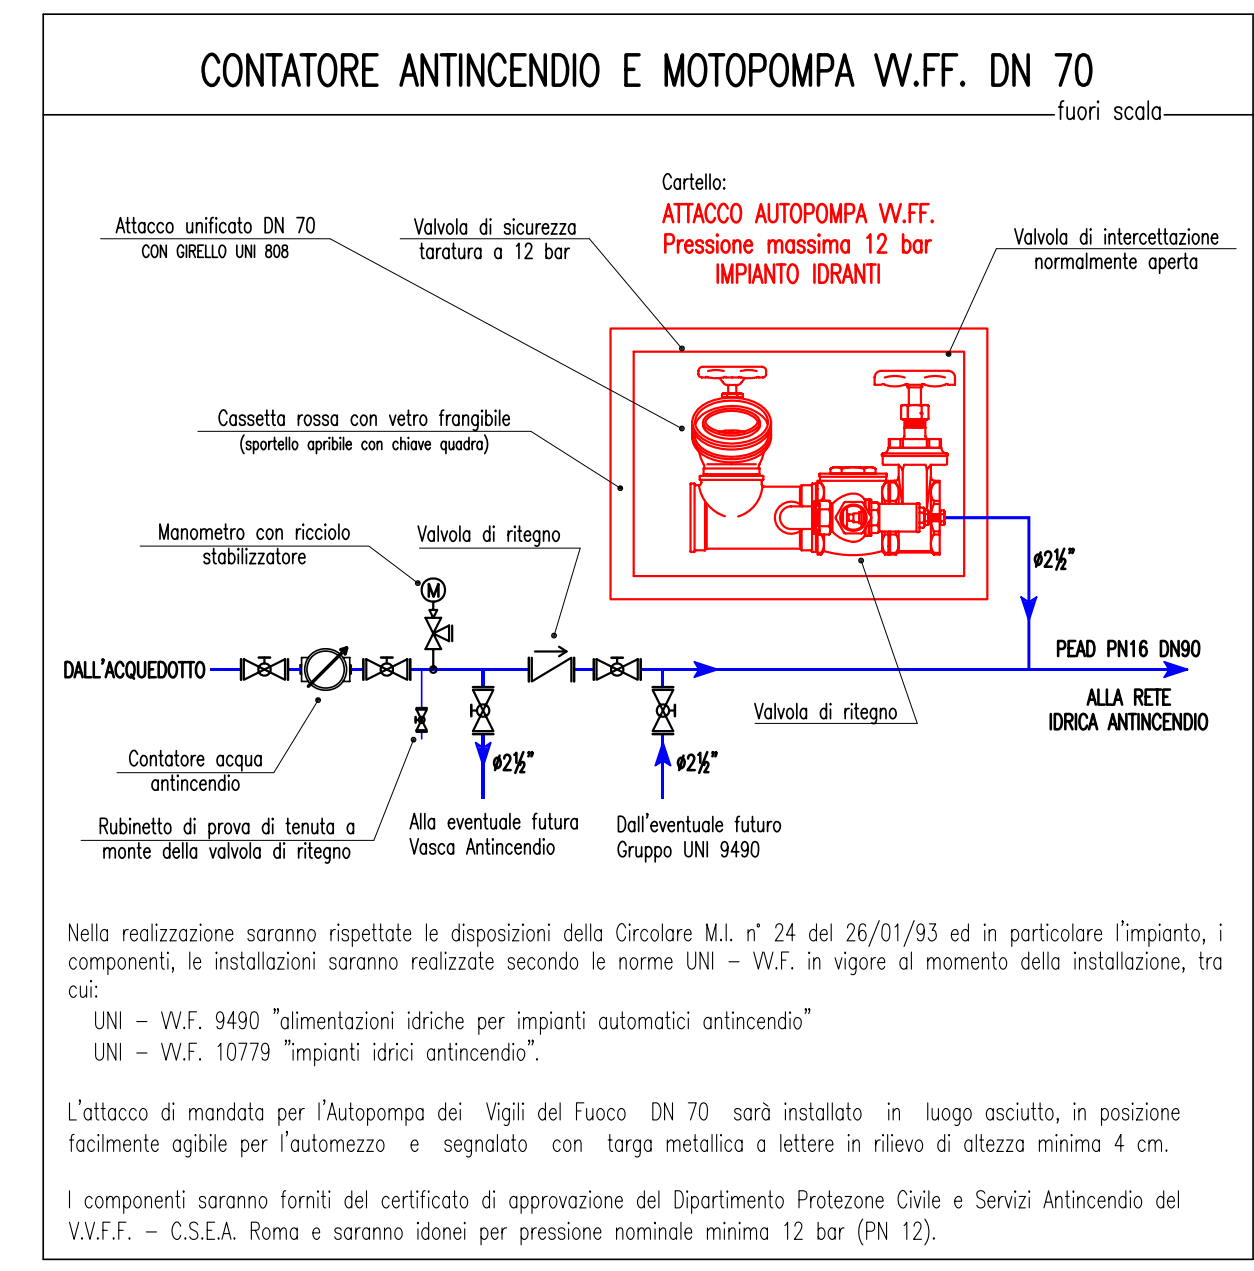 CONTATORE ANTINCENDIO E MOTOPOMPA VV.FF. DN 70
fuori scala
Cartello:
ATTACCO AUTOPOMPA VV.FF.
Pressione massima 12 bar
IMPIANTO IDRANTI
Attacco unificato DN 70
CON GIRELLO UNI 808
Valvola di sicurezza
taratura a 12 bar
Valvola di intercettazione
normalmente aperta
Cassetta rossa con vetro frangibile
(sportello apribile con chiave quadra)
Manometro con ricciolo
stabilizzatore
Valvola di ritegno
M
ø2½"
DALL'ACQUEDOTTO
PEAD PN16 DN90
ALLA RETE
IDRICA ANTINCENDIO
Valvola di ritegno
Contatore acqua
antincendio
ø2½"
ø2½"
Rubinetto di prova di tenuta a
monte della valvola di ritegno
Alla eventuale futura
Vasca Antincendio
Dall'eventuale futuro
Gruppo UNI 9490
Nella realizzazione saranno rispettate le disposizioni della Circolare M.I. n° 24 del 26/01/93 ed in particolare l'impianto, i
componenti, le installazioni saranno realizzate secondo le norme UNI – VV.F. in vigore al momento della installazione, tra
cui:
UNI – VV.F. 9490 "alimentazioni idriche per impianti automatici antincendio"
UNI – VV.F. 10779 "impianti idrici antincendio".
L'attacco di mandata per l'Autopompa dei Vigili del Fuoco DN 70 sarà installato in luogo asciutto, in posizione
facilmente agibile per l'automezzo e segnalato con targa metallica a lettere in rilievo di altezza minima 4 cm.
I componenti saranno forniti del certificato di approvazione del Dipartimento Protezone Civile e Servizi Antincendio del
V.V.F.F. – C.S.E.A. Roma e saranno idonei per pressione nominale minima 12 bar (PN 12).